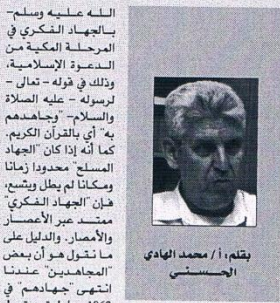 الله عليه وسلم-
بالجهاد الفكري في
المرحلة المكية من
الدعوة الإسلامية،
وذلك في قوله - تعالى -
لرسوله - عليه الصلاة
والسلام- "وجاهدهم
به" أي بالقرآن الكريم.
كما أنه إذا كان "الجهاد
المسلح" محدودا زمانا
ومكانا لم يطل ويتسع،
فإن "الجهاد الفكري"
ممتد عبر الأعصار
والأمصار. والدليل على
ما نقول هو أن بعض
"المجاهدين" عندنا
انتهى "جهادهم" في
بقلم: أ/ محمد الهادي
الحسني